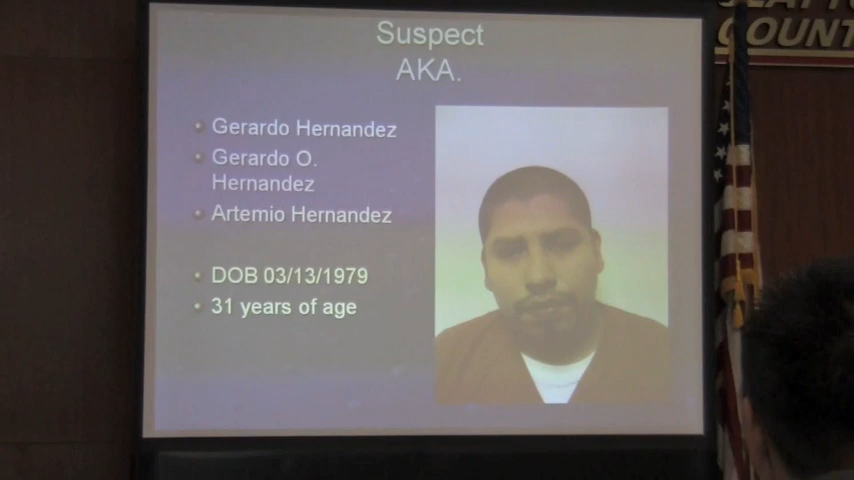 Suspect
AKA.
Gerardo Hernandez
Gerardo O.
Hernandez
Artemio Hernandez
DOB 03/13/1979
31 years of age
COUNT